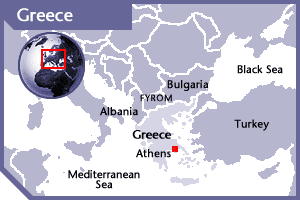 Greece
Black Sea
Bulgaria
FYROM
Albania
Turkey
Greece
Athens
Mediterranean
Sea